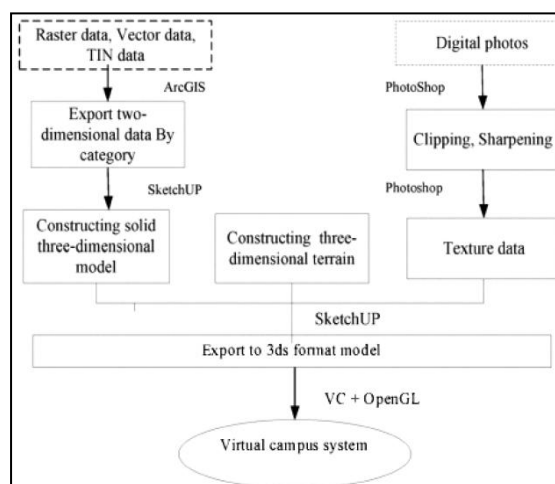 Raster data, Vector data,
TIN data
Digital photos
ArcGIS
PhotoShop
Export two-
dimensional data By
category
Clipping, Sharpening
SketchUP
Photoshop
Constructing solid
three-dimensional
model
Constructing three-
dimensional terrain
Texture data
SketchUP
Export to 3ds format model
VC + OpenGL
Virtual campus system